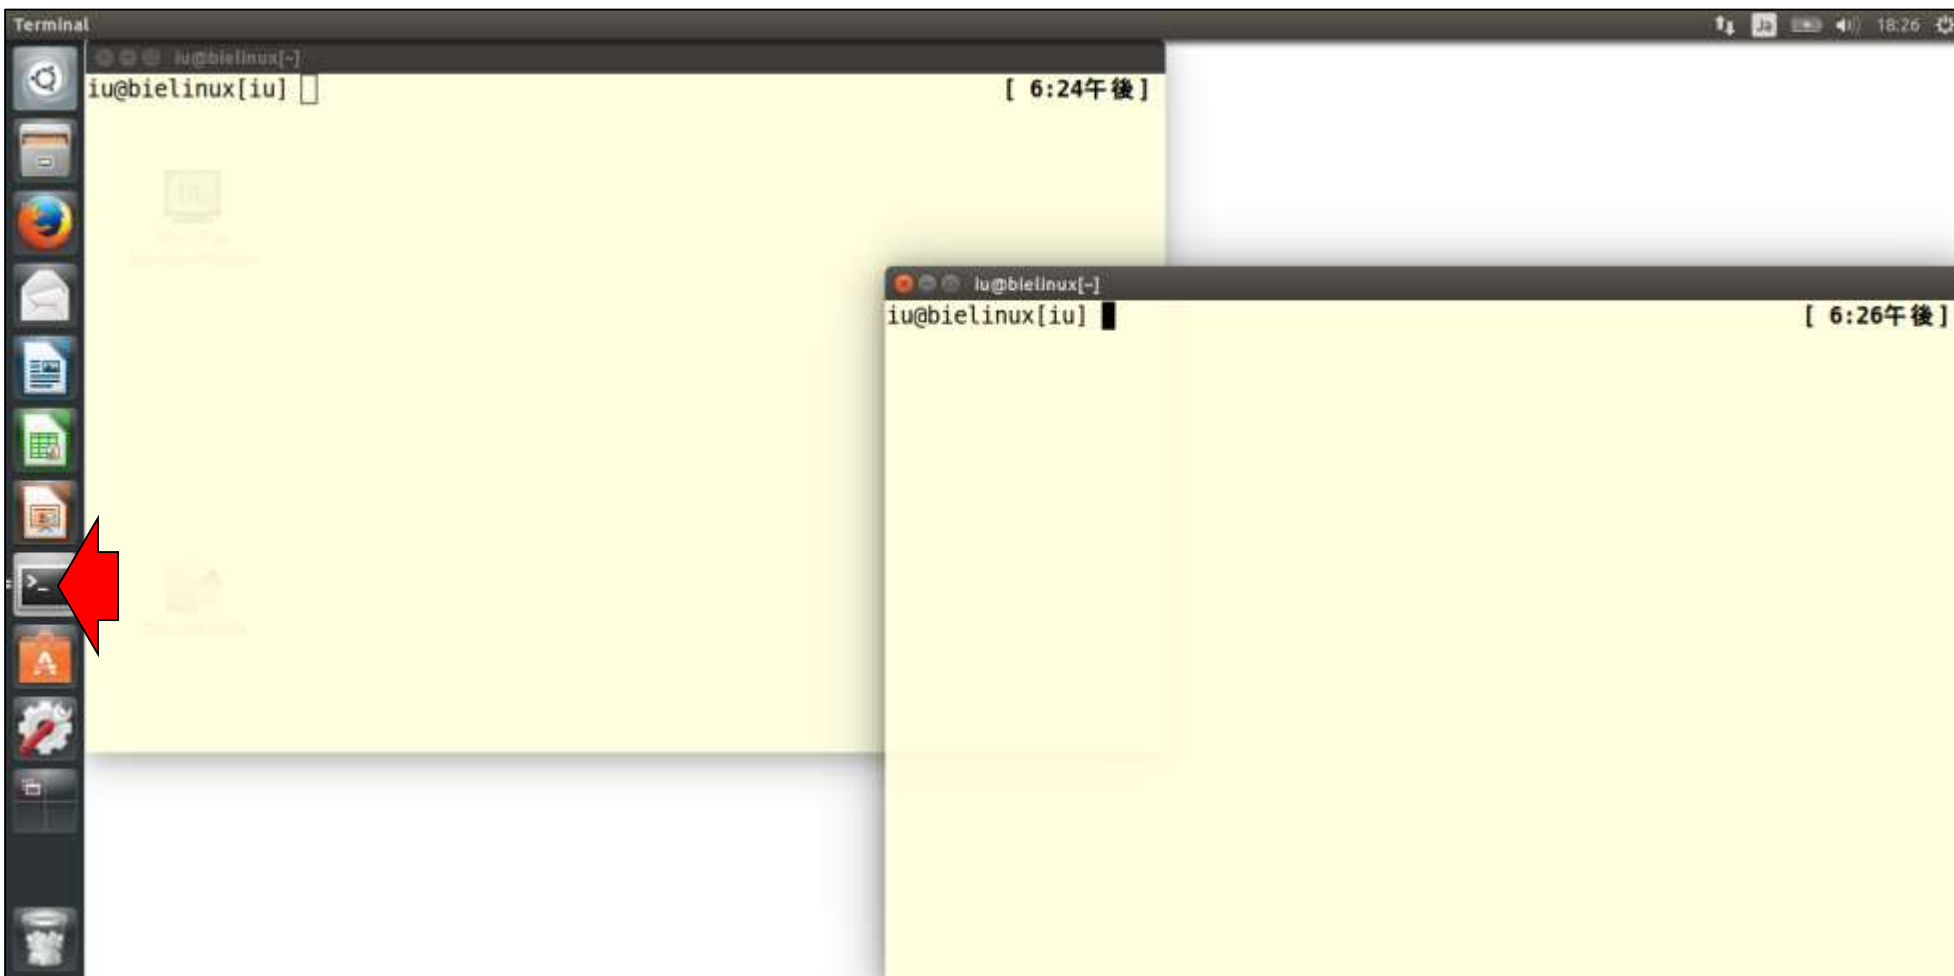 Terminal
Ja 18:26
iu@bielinux[~]
iu@bielinux[iu] [ 6:24午後]
iu@bielinux[~]
iu@bielinux[iu] [ 6:26午後]
>_